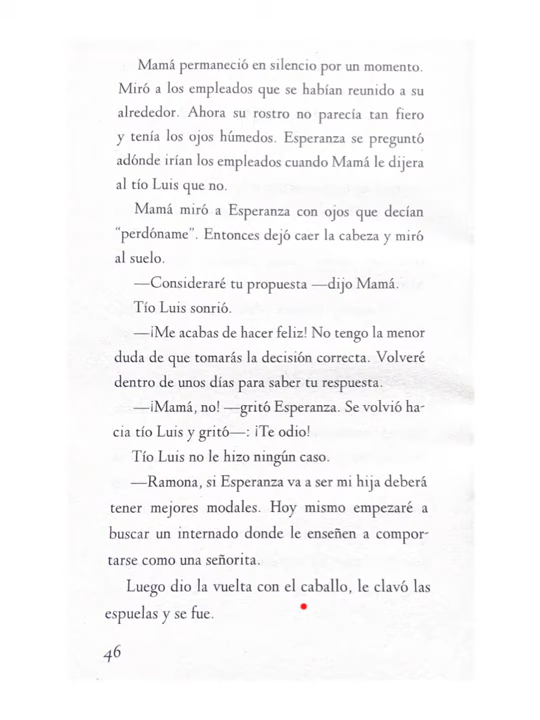 Mamá permaneció en silencio por un momento.
Miró a los empleados que se habían reunido a su
alrededor. Ahora su rostro no parecía tan fiero
y tenía los ojos húmedos. Esperanza se preguntó
adónde irían los empleados cuando Mamá le dijera
al tío Luis que no.
Mamá miró a Esperanza con ojos que decían
"perdóname". Entonces dejó caer la cabeza y miró
al suelo.
—Consideraré tu propuesta —dijo Mamá.
Tío Luis sonrió.
—¡Me acabas de hacer feliz! No tengo la menor
duda de que tomarás la decisión correcta. Volveré
dentro de unos días para saber tu respuesta.
—¡Mamá, no! —gritó Esperanza. Se volvió ha-
cia tío Luis y gritó—: ¡Te odio!
Tío Luis no le hizo ningún caso.
—Ramona, si Esperanza va a ser mi hija deberá
tener mejores modales. Hoy mismo empezaré a
buscar un internado donde le enseñen a compor-
tarse como una señorita.
Luego dio la vuelta con el caballo, le clavó las
espuelas y se fue.
46